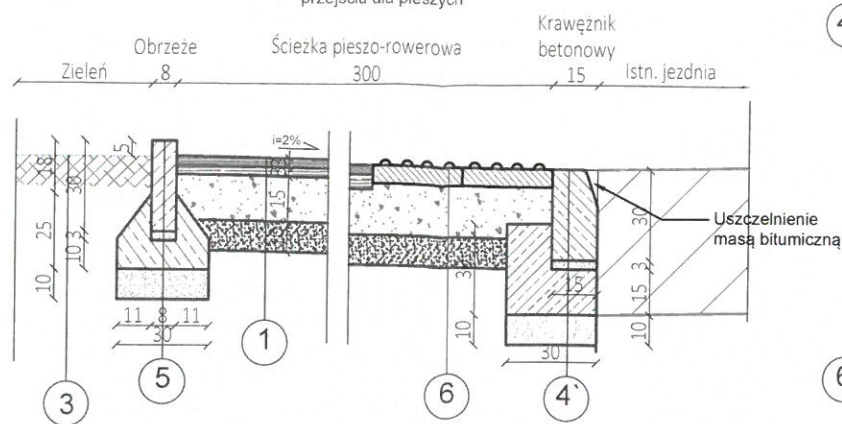 przejścia dla pieszych
Obrzeże
Ścieżka pieszo-rowerowa
Krawężnik
betonowy
Zieleń
8
300
15
Istn. jezdnia
i=2%
5
18
30
25
3
10
10
15
30
3
15
15
10
10
Uszczelnienie
masą bitumiczną
11 8 11
30
30
1
5
3
6
4`
4
6